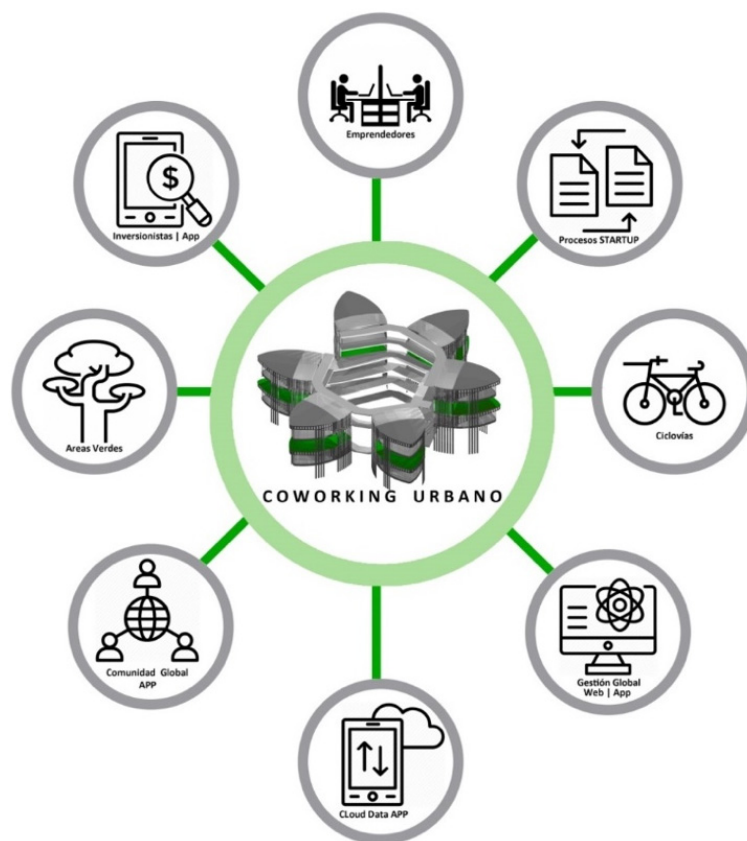 Emprendedores
$
Inversionistas | App
Procesos STARTUP
Areas Verdes
Ciclovías
COWORKING URBANO
Comunidad Global
APP
Gestión Global
Web | App
CLoud Data APP